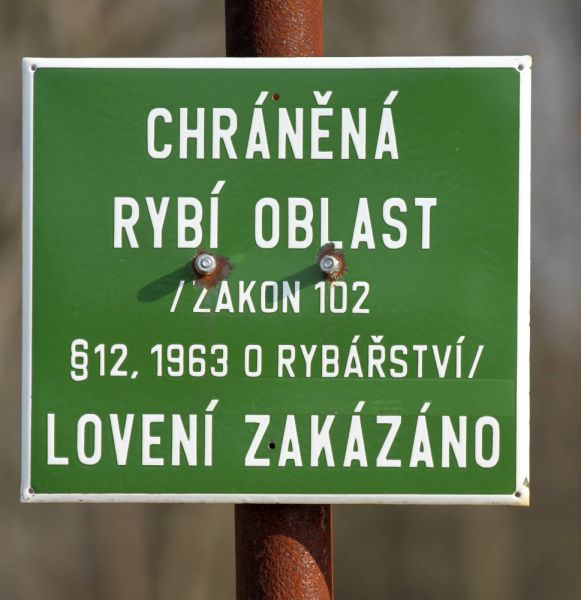 CHRÁNĚNÁ
RYBÍ OBLAST
/ZÁKON 102
§12, 1963 O RYBÁŘSTVÍ/
LOVENÍ ZAKÁZÁNO